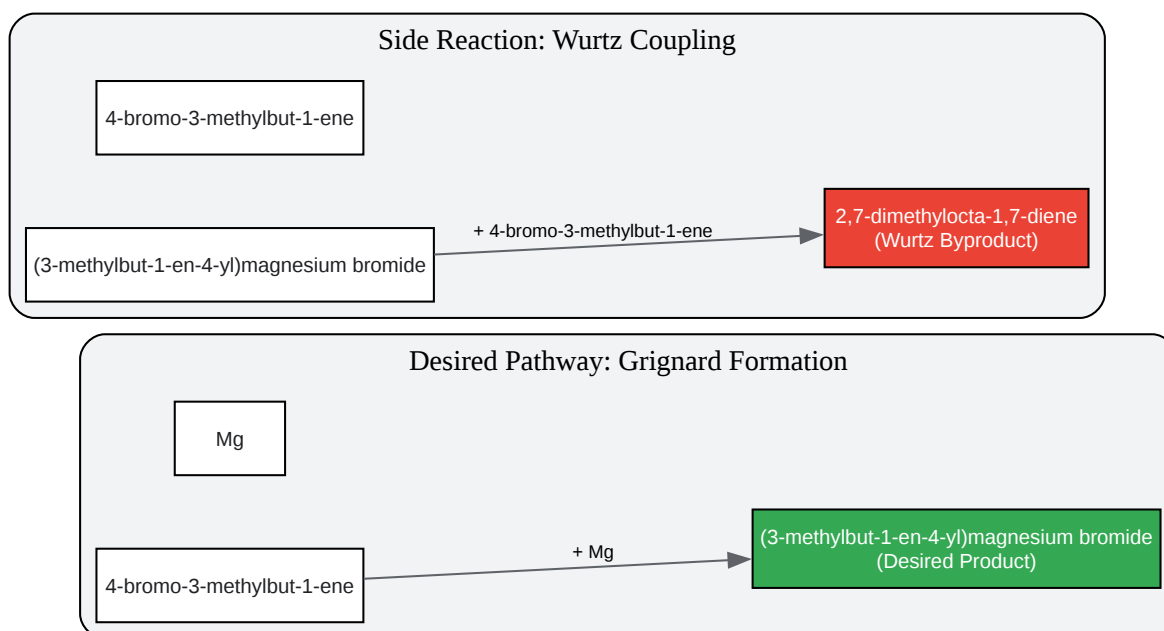 Side Reaction: Wurtz Coupling
4-bromo-3-methylbut-1-ene
(3-methylbut-1-en-4-yl)magnesium bromide
+ 4-bromo-3-methylbut-1-ene
2,7-dimethylocta-1,7-diene
(Wurtz Byproduct)
Desired Pathway: Grignard Formation
Mg
4-bromo-3-methylbut-1-ene
+ Mg
(3-methylbut-1-en-4-yl)magnesium bromide
(Desired Product)